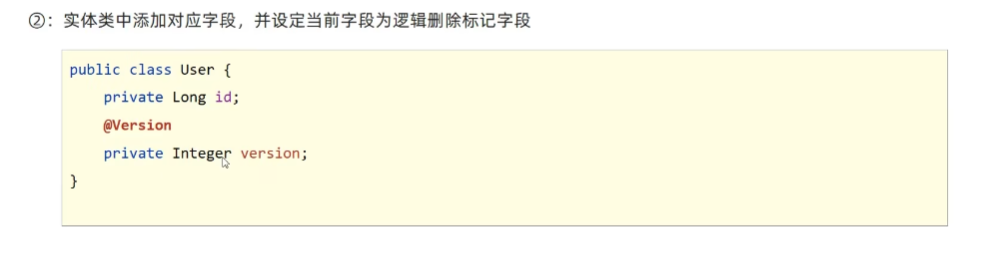 ②：实体类中添加对应字段，并设定当前字段为逻辑删除标记字段
public class User {
    private Long id;
    @Version
    private Integer version;
}